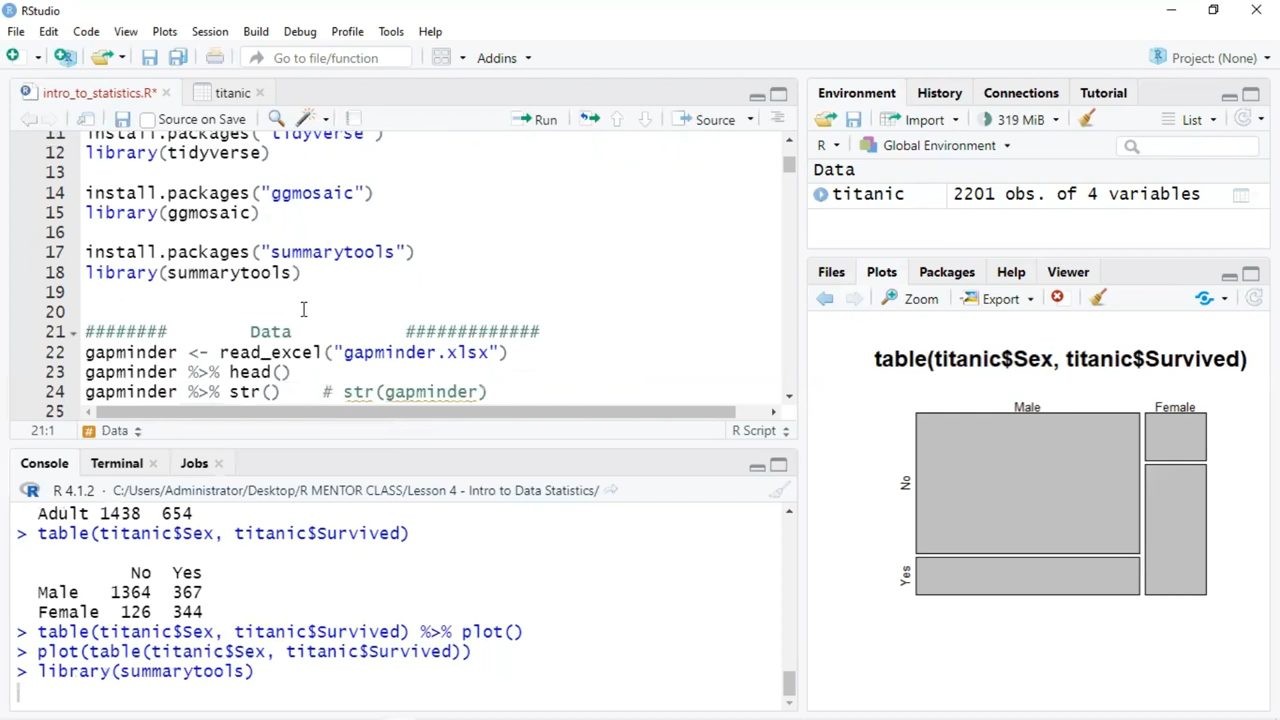 RStudio
File Edit Code View Plots Session Build Debug Profile Tools Help
Go to file/function Addins Project: (None)
intro_to_statistics.R* titanic
Source on Save Run Source
11 install.packages("tidyverse")
12 library(tidyverse)
13
14 install.packages("ggmosaic")
15 library(ggmosaic)
16
17 install.packages("summarytools")
18 library(summarytools)
19
20
21 ######## Data #############
22 gapminder <- read_excel("gapminder.xlsx")
23 gapminder %>% head()
24 gapminder %>% str() # str(gapminder)
25
21:1 # Data R Script
Console Terminal Jobs
R R 4.1.2 · C:/Users/Administrator/Desktop/R MENTOR CLASS/Lesson 4 - Intro to Data Statistics/
Adult 1438 654
> table(titanic$Sex, titanic$Survived)
No Yes
Male 1364 367
Female 126 344
> table(titanic$Sex, titanic$Survived) %>% plot()
> plot(table(titanic$Sex, titanic$Survived))
> library(summarytools)
Environment History Connections Tutorial
Import 319 MiB List
R Global Environment
Data
titanic 2201 obs. of 4 variables
Files Plots Packages Help Viewer
Zoom Export
table(titanic$Sex, titanic$Survived)
Male Female
No
Yes